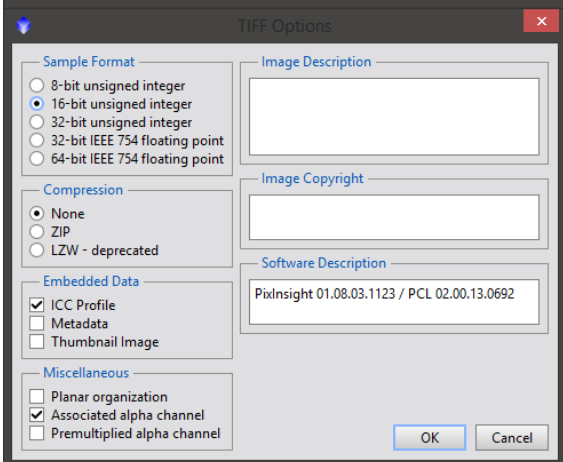 TIFF Options
Sample Format
8-bit unsigned integer
16-bit unsigned integer
32-bit unsigned integer
32-bit IEEE 754 floating point
64-bit IEEE 754 floating point
Compression
None
ZIP
LZW - deprecated
Embedded Data
ICC Profile
Metadata
Thumbnail Image
Miscellaneous
Planar organization
Associated alpha channel
Premultiplied alpha channel
Image Description
Image Copyright
Software Description
PixInsight 01.08.03.1123 / PCL 02.00.13.0692
OK
Cancel